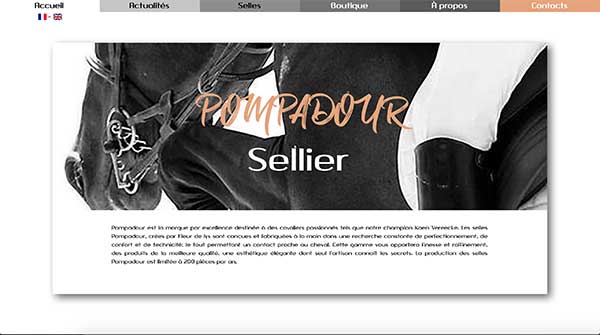 Accueil Actualités Selles Boutique À propos Contacts
-
POMPADOUR
Sellier
Pompadour est la marque par excellence destinée à des cavaliers passionnés tels que notre champion Koen Vereecke. Les selles
Pompadour, crées par Fleur de lys sont conçues et fabriquées à la main dans une recherche constante de perfectionnement, de
confort et de technicité; le tout permettant un contact proche au cheval. Cette gamme vous apportera finesse et raffinement,
des produits de la meilleure qualité, une esthétique élégante dont seul l'artisan connaît les secrets. La production des selles
Pompadour est limitée à 200 pièces par an.